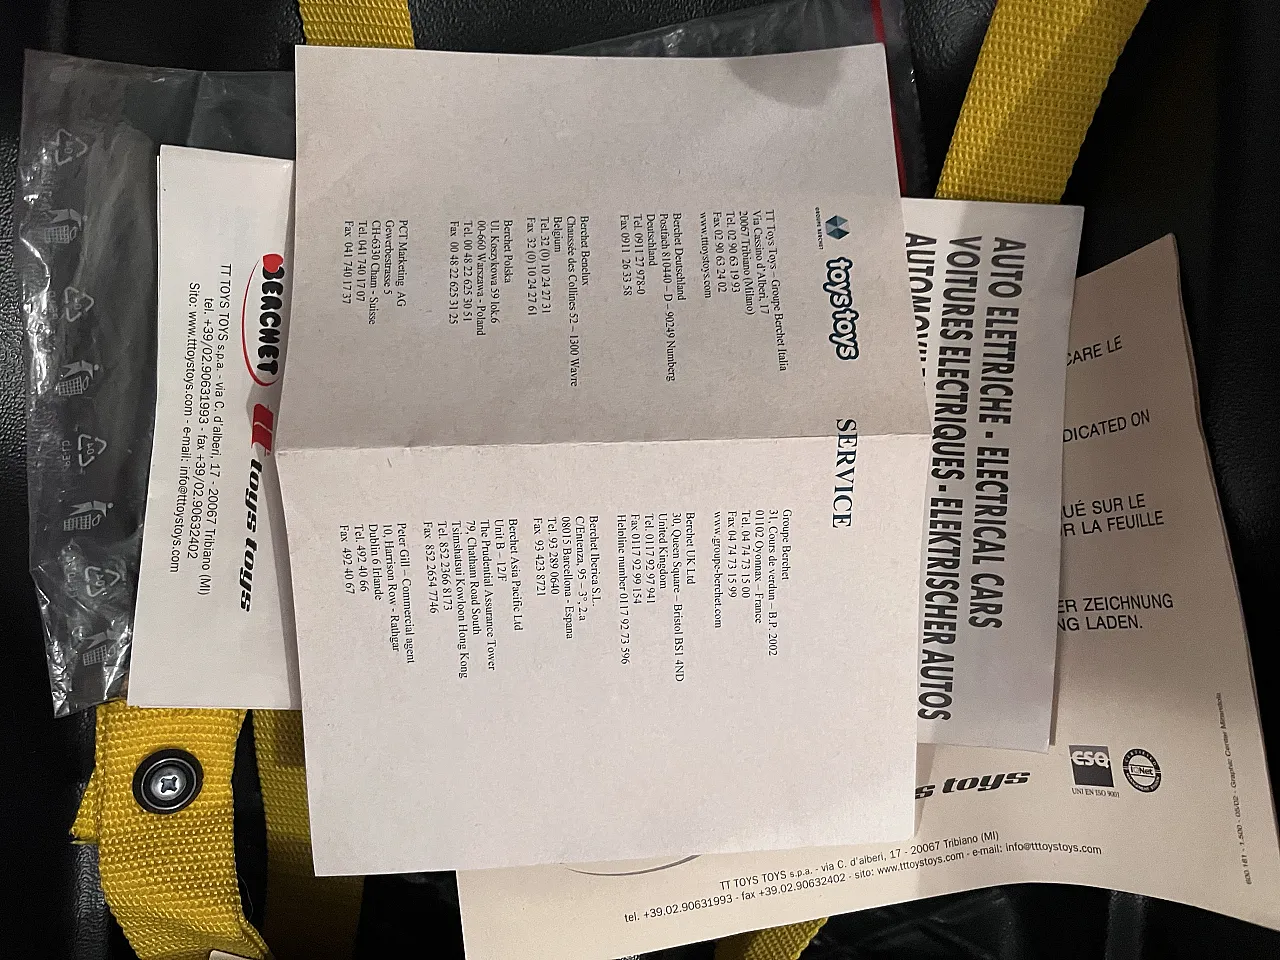 GROUPE BERCHET
toystoys
SERVICE
TT Toys Toys – Groupe Berchet Italia
Via Cassino d'Alberi, 17
20067 Tribiano (Milano)
Tel. 02 90 63 19 93
Fax 02 90 63 24 02
www.tttoystoys.com
Berchet Deutschland
Postfach 810440 – D – 90249 Nurnberg
Deutschland
Tel. 0911 27 978-0
Fax 0911 26 33 58
Berchet Benelux
Chaussée des Collines 52 – 1300 Wavre
Belgium
Tel. 32 (0) 10 24 27 31
Fax 32 (0) 10 24 27 61
Berchet Polska
Ul. Koszykowa 59 lok.6
00-660 Warszawa - Poland
Tel. 00 48 22 625 30 51
Fax 00 48 22 625 31 25
PCT Marketing AG
Gewerbestrasse 5
CH-6330 Cham - Suisse
Tel. 041 740 17 07
Fax 041 740 17 37
Groupe Berchet
31, Cours de verdun – B.P. 2002
01102 Oyonnax – France
Tel. 04 74 73 15 00
Fax 04 74 73 15 99
www.groupe-berchet.com
Berchet UK Ltd
30, Queen Square – Bristol BS1 4ND
United Kingdom
Tel. 0117 92 97 941
Fax 0117 92 99 154
Helpline number 0117 92 73 596
Berchet Iberica S.L.
C/Entenza, 95 – 3°, 2.a
08015 Barcellona - Espana
Tel. 93 289 0640
Fax 93 423 8721
Berchet Asia Pacific Ltd
Unit B – 12/F
The Prudential Assurance Tower
79, Chatham Road South
Tsimshatsui Kowloon Hong Kong
Tel. 852 2366 8173
Fax 852 2654 7746
Peter Gill – Commercial agent
10, Harrison Row - Rathgar
Dublin 6 Irlande
Tel. 492 40 66
Fax 492 40 67
AUTO ELETTRICHE - ELECTRICAL CARS
VOITURES ELECTRIQUES - ELEKTRISCHER AUTOS
AUTOMOVIL
BERCHET
toys toys
TT TOYS TOYS s.p.a. - via C. d'alberi, 17 - 20067 Tribiano (MI)
tel. +39/02.90631993 - fax +39/02.90632402
Sito: www.tttoystoys.com - e-mail: info@tttoystoys.com
CARE LE
DICATED ON
UÉ SUR LE
R LA FEUILLE
ER ZEICHNUNG
NG LADEN.
CSQ
UNI EN ISO 9001
IQNet
s toys
TT TOYS TOYS s.p.a. - via C. d'alberi, 17 - 20067 Tribiano (MI)
tel. +39.02.90631993 - fax +39.02.90632402 - sito: www.tttoystoys.com - e-mail: info@tttoystoys.com